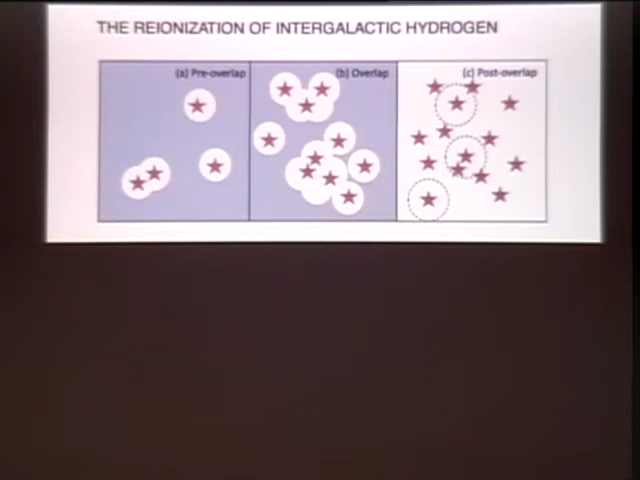 THE REIONIZATION OF INTERGALACTIC HYDROGEN
(a) Pre-overlap
(b) Overlap
(c) Post-overlap